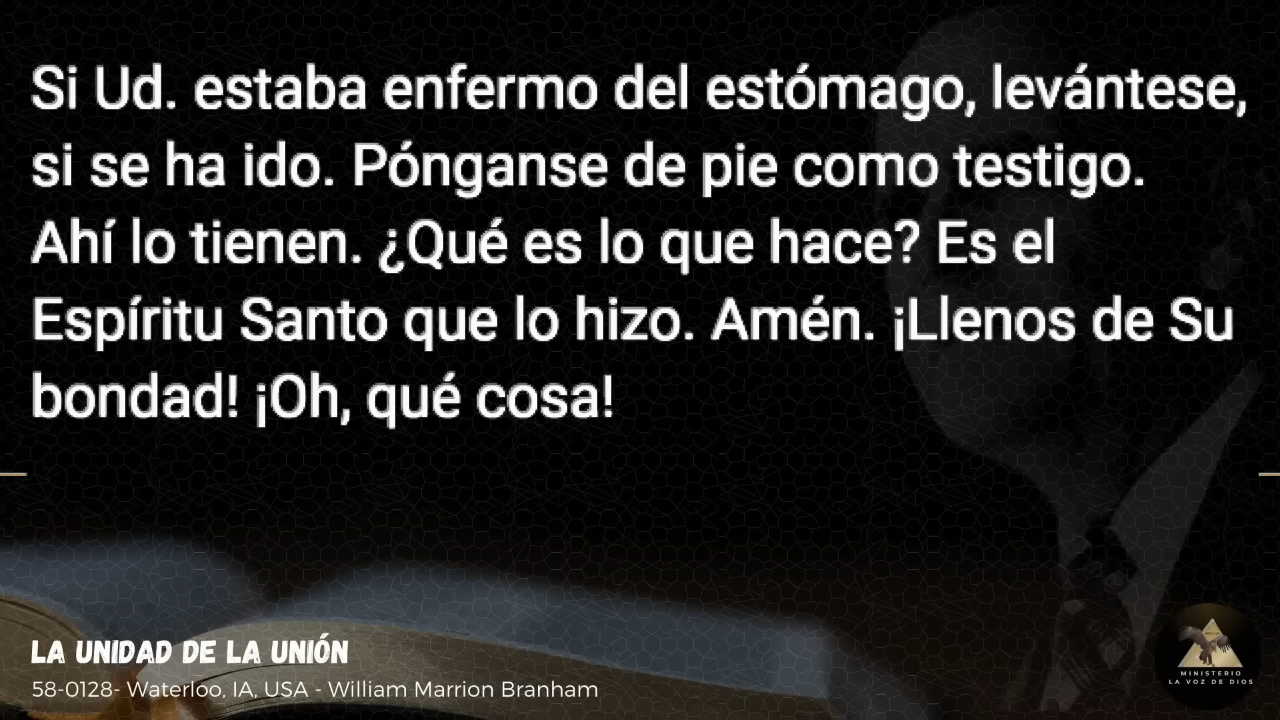 Si Ud. estaba enfermo del estómago, levántese,
si se ha ido. Pónganse de pie como testigo.
Ahí lo tienen. ¿Qué es lo que hace? Es el
Espíritu Santo que lo hizo. Amén. ¡Llenos de Su
bondad! ¡Oh, qué cosa!
LA UNIDAD DE LA UNIÓN
58-0128- Waterloo, IA, USA - William Marrion Branham
MINISTERIO
LA VOZ DE DIOS